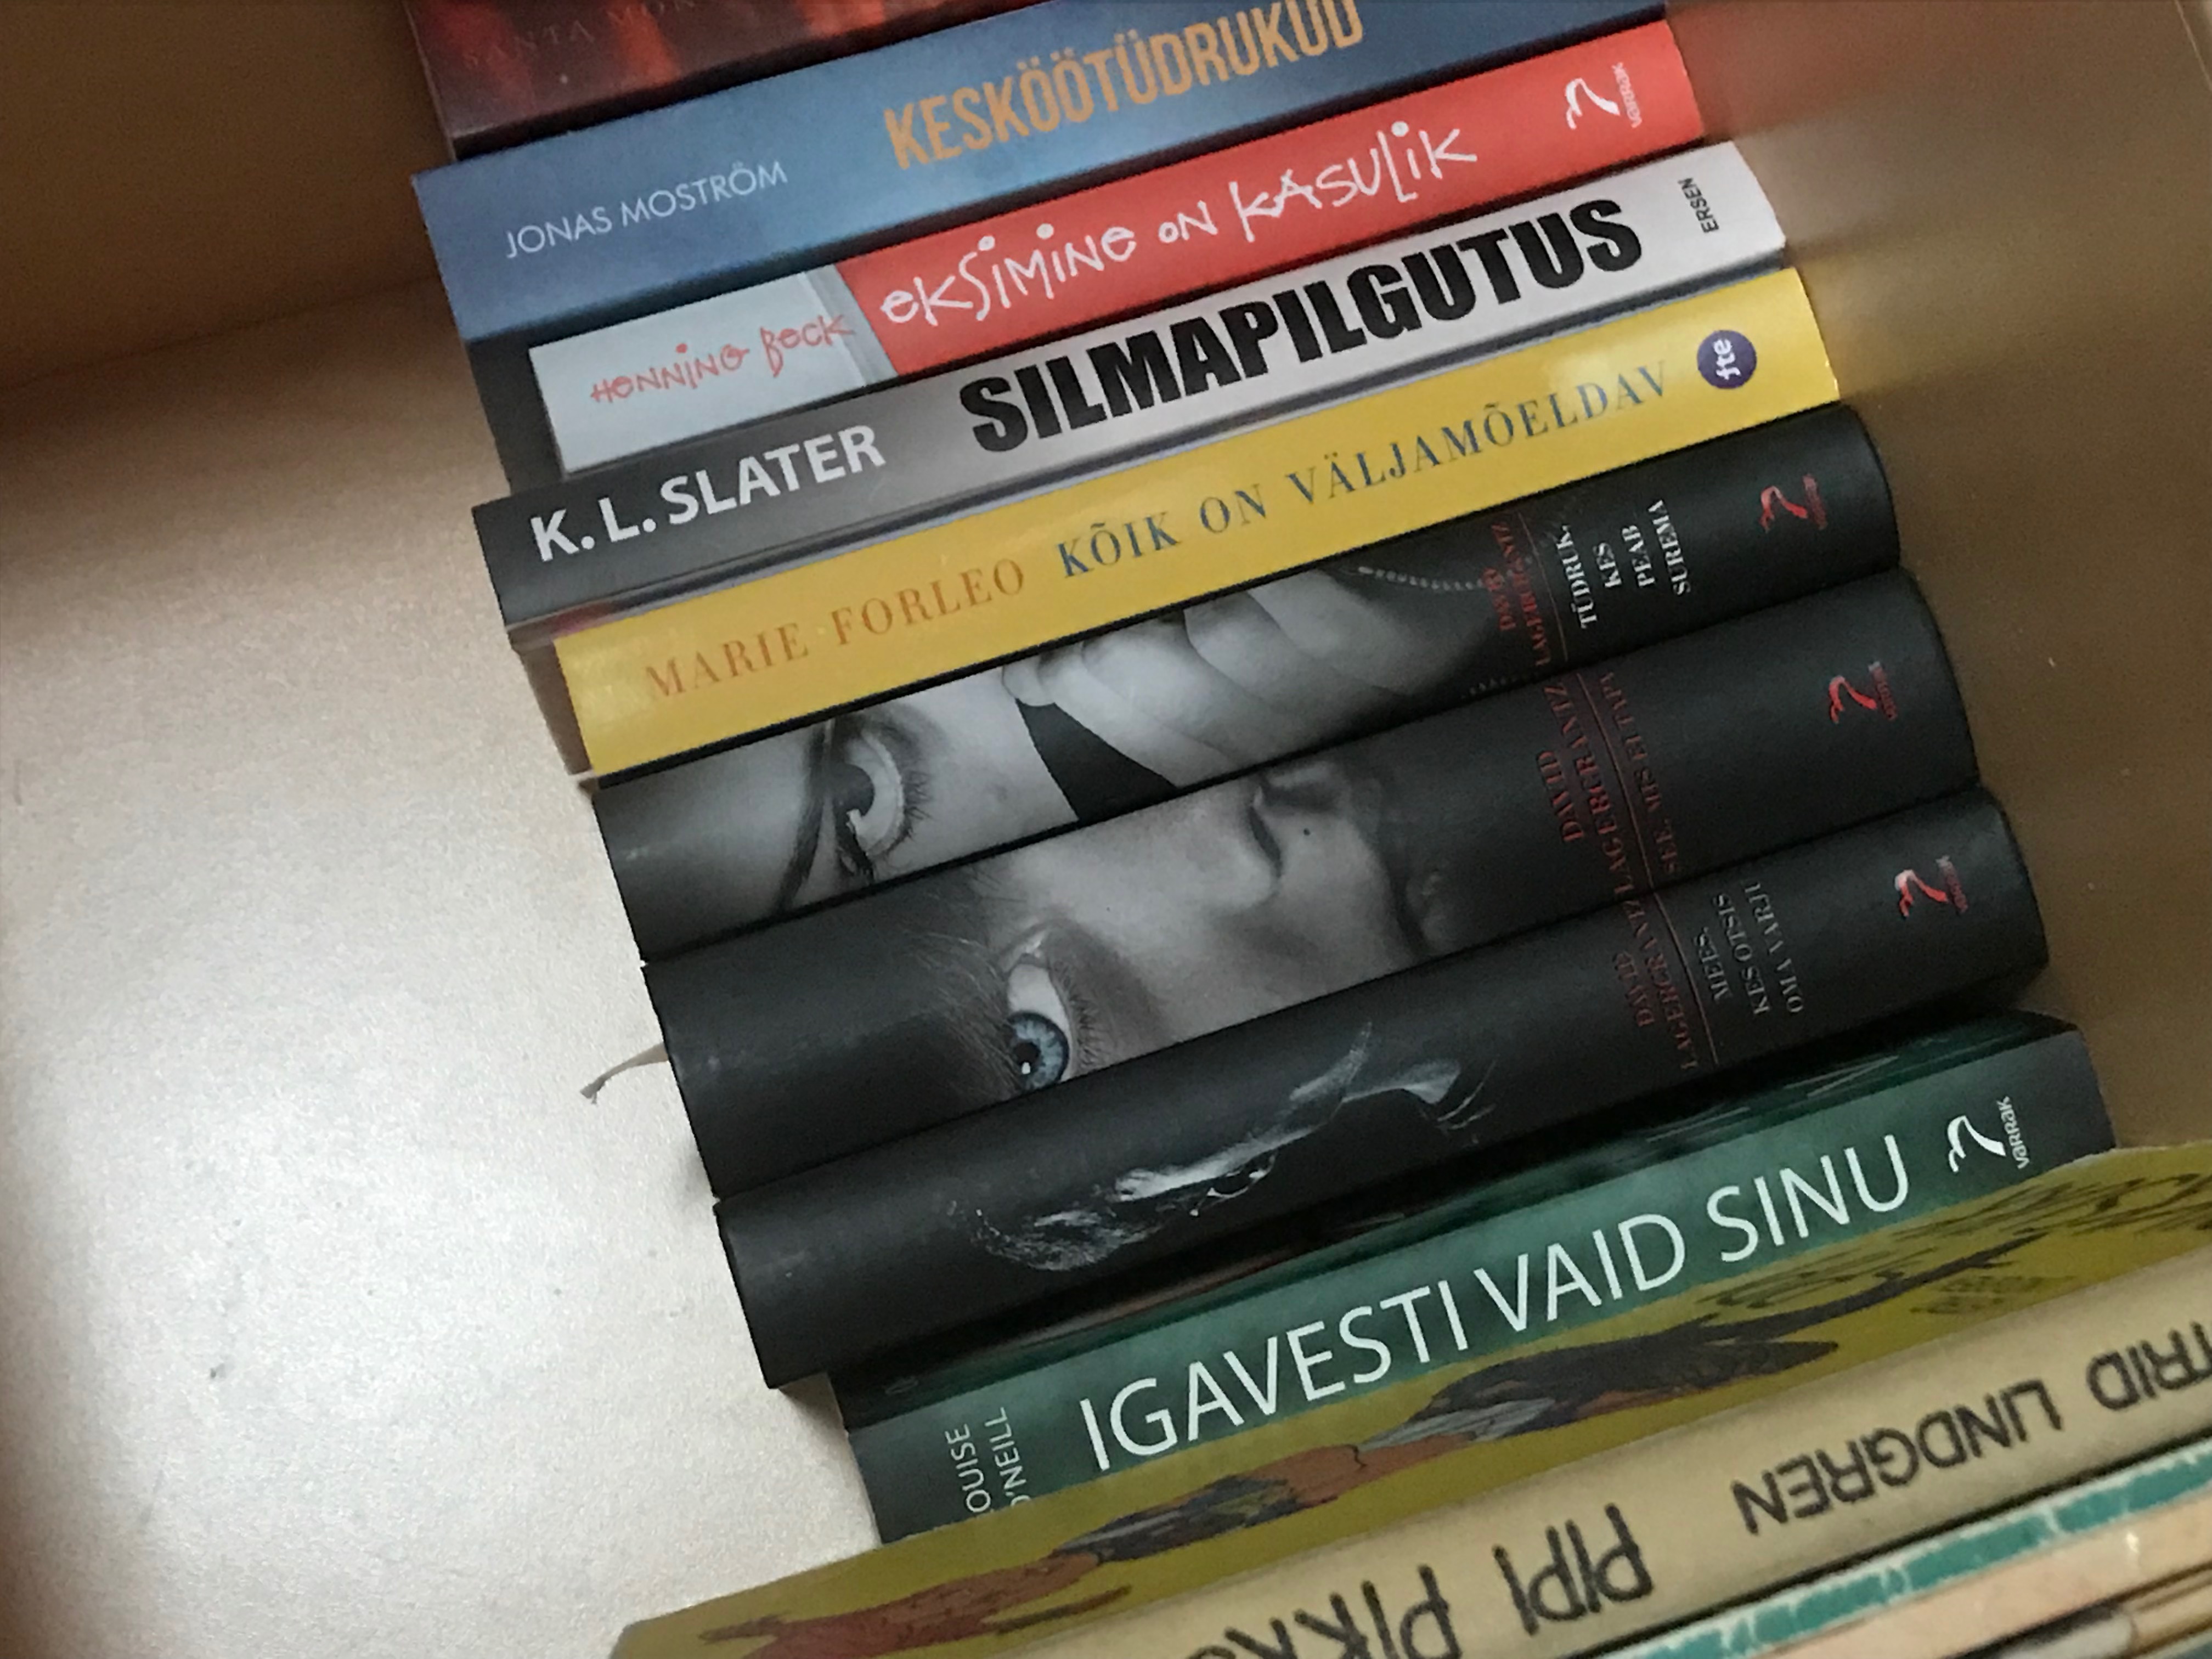 PIPI PIKK
TRID LINDGREN
OUISE
O'NEILL
IGAVESTI VAID SINU
varrak
DAVID
LAGERCRANTZ
MEES,
KES OTSIS
OMA VARJU
varrak
DAVID
LAGERCRANTZ
SEE, MIS EI TAPA
varrak
DAVID
LAGERCRANTZ
TÜDRUK,
KES
PEAB
SUREMA
varrak
MARIE FORLEO KÕIK ON VÄLJAMÕELDAV
fte
K. L. SLATER SILMAPILGUTUS
ERSEN
Henning Beck
eksimine on kasulik
varrak
JONAS MOSTRÖM
KESKÖÖTÜDRUKUD